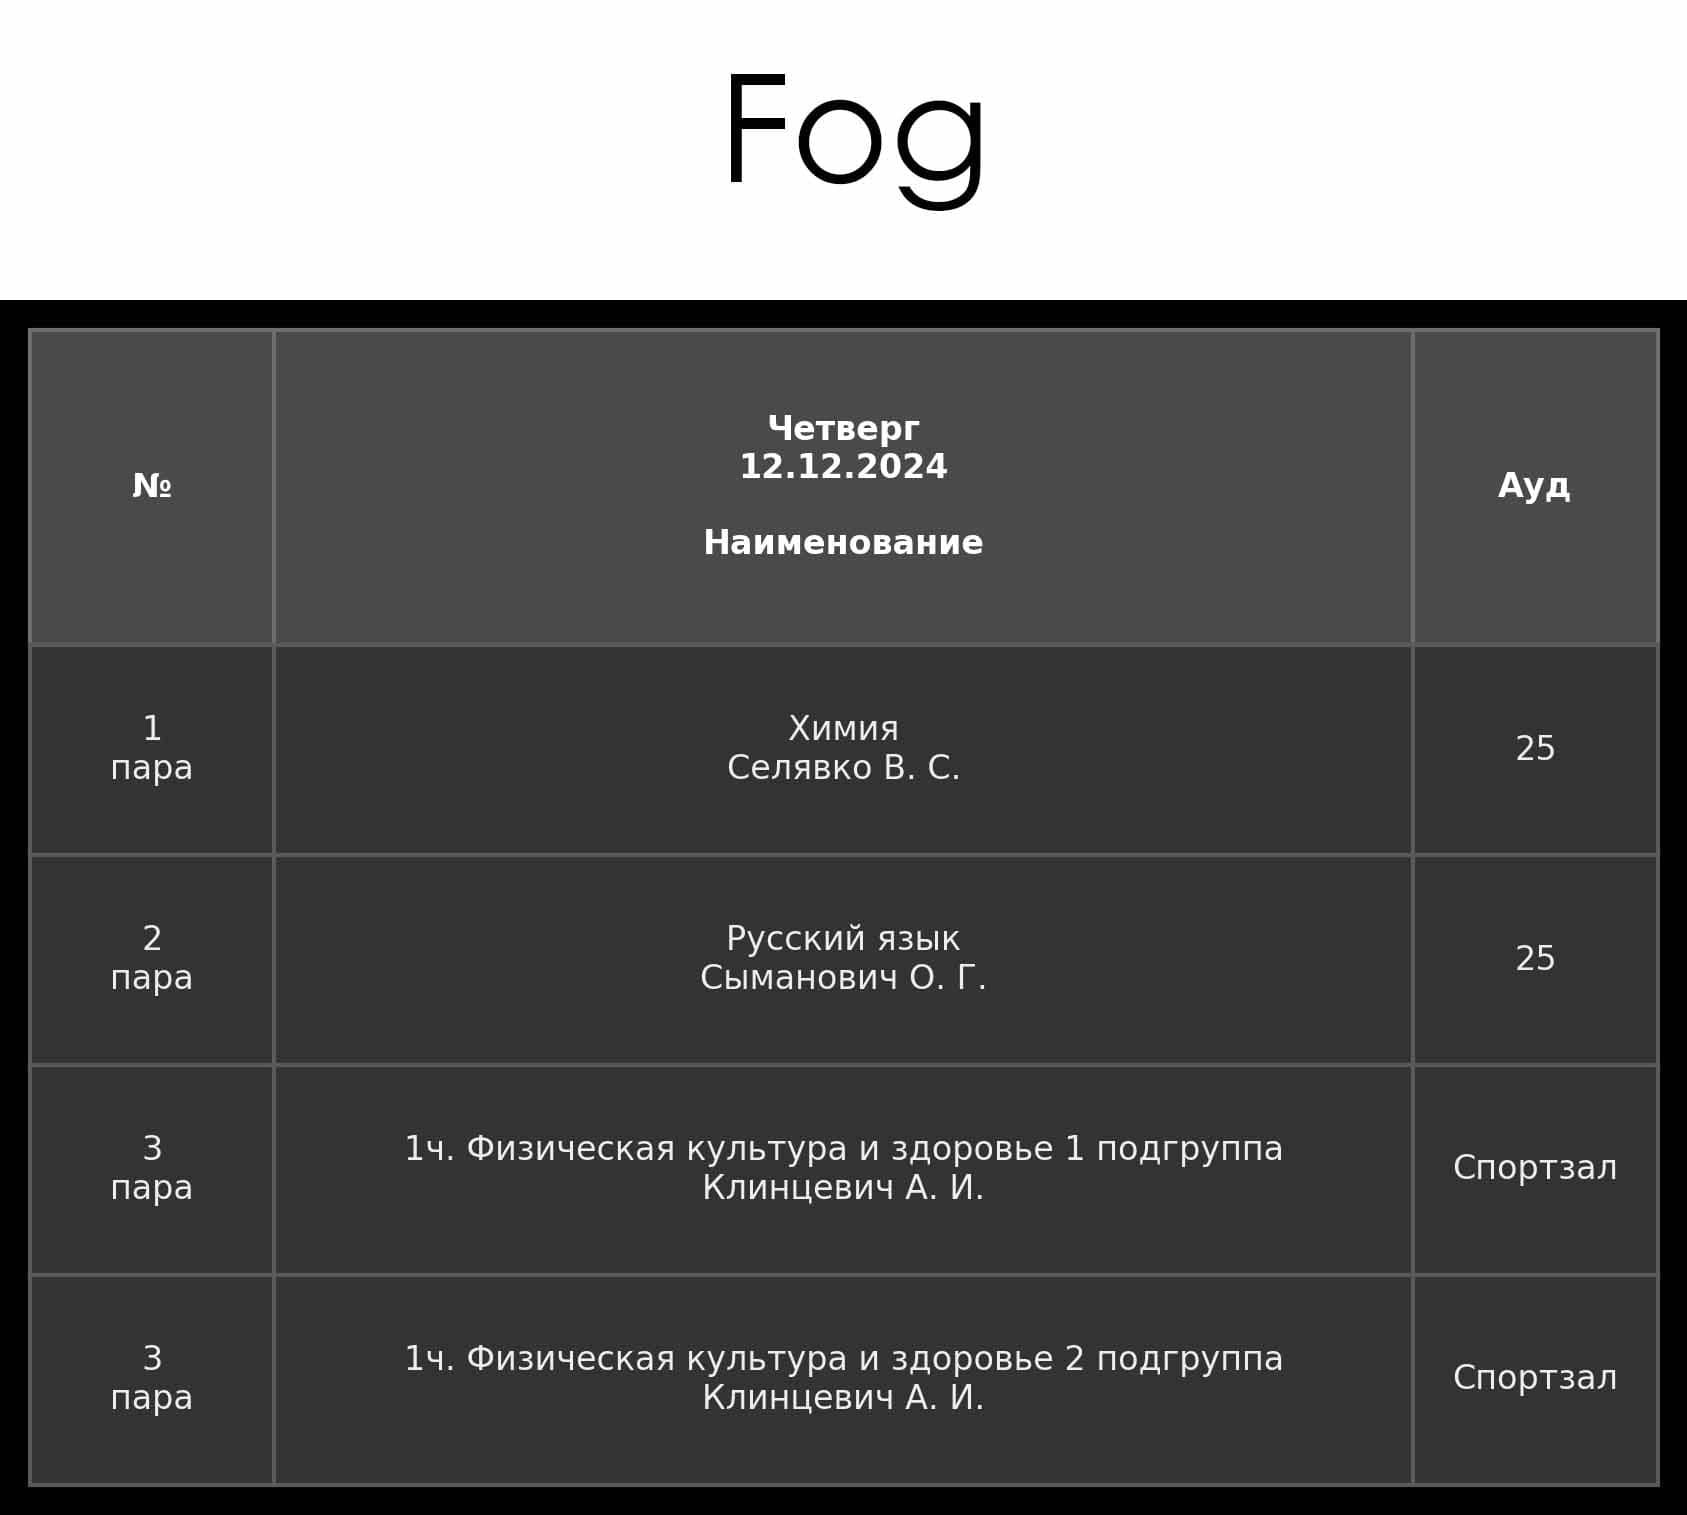 Fog
№
Четверг
12.12.2024
Наименование
Ауд
1
пара
Химия
Селявко В. С.
25
2
пара
Русский язык
Сыманович О. Г.
25
3
пара
1ч. Физическая культура и здоровье 1 подгруппа
Клинцевич А. И.
Спортзал
3
пара
1ч. Физическая культура и здоровье 2 подгруппа
Клинцевич А. И.
Спортзал